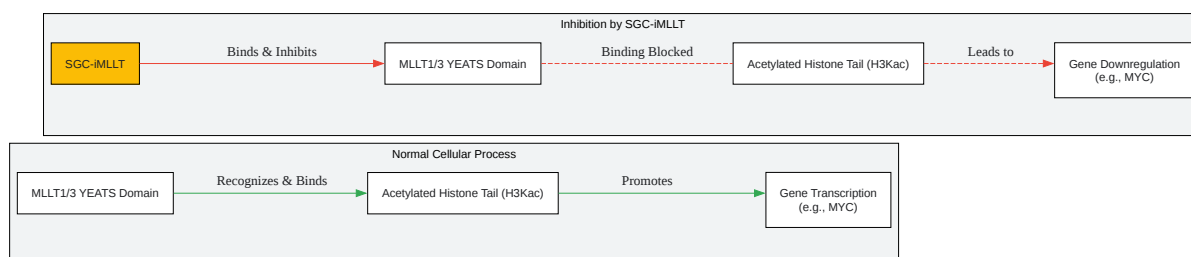 Inhibition by SGC-iMLLT
SGC-iMLLT
Binds & Inhibits
MLLT1/3 YEATS Domain
Binding Blocked
Acetylated Histone Tail (H3Kac)
Leads to
Gene Downregulation
(e.g., MYC)
Normal Cellular Process
MLLT1/3 YEATS Domain
Recognizes & Binds
Acetylated Histone Tail (H3Kac)
Promotes
Gene Transcription
(e.g., MYC)